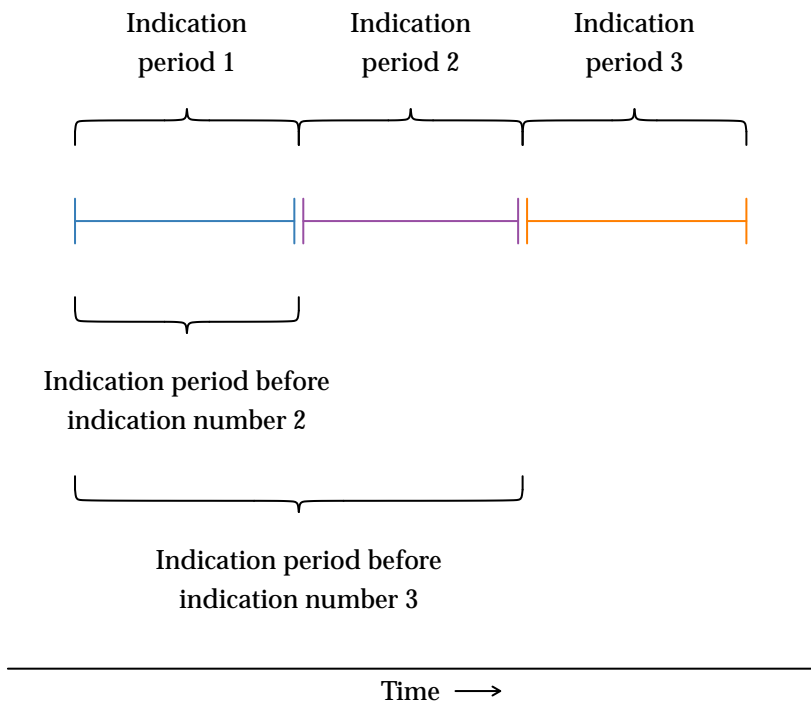 Indication
period 1
Indication
period 2
Indication
period 3
Indication period before
indication number 2
Indication period before
indication number 3
Time